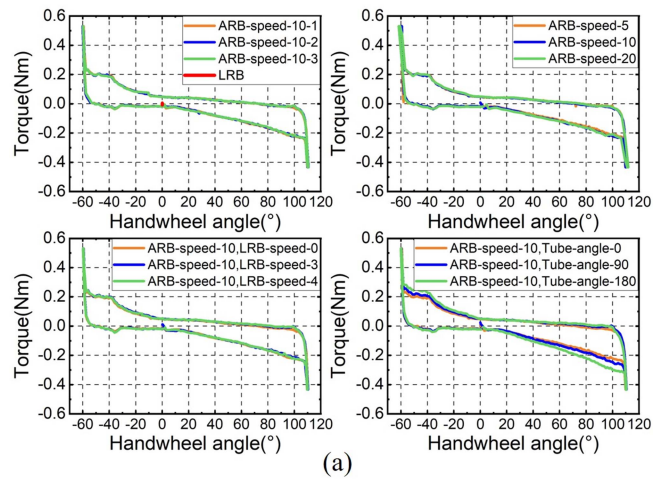 ARB-speed-10-1
ARB-speed-10-2
ARB-speed-10-3
LRB
Torque(Nm)
0.6
0.4
0.2
0.0
-0.2
-0.4
-0.6
-60 -40 -20 0 20 40 60 80 100 120
Handwheel angle(°)
ARB-speed-5
ARB-speed-10
ARB-speed-20
Torque(Nm)
0.6
0.4
0.2
0.0
-0.2
-0.4
-0.6
-60 -40 -20 0 20 40 60 80 100 120
Handwheel angle(°)
ARB-speed-10,LRB-speed-0
ARB-speed-10,LRB-speed-3
ARB-speed-10,LRB-speed-4
Torque(Nm)
0.6
0.4
0.2
0.0
-0.2
-0.4
-0.6
-60 -40 -20 0 20 40 60 80 100 120
Handwheel angle(°)
ARB-speed-10,Tube-angle-0
ARB-speed-10,Tube-angle-90
ARB-speed-10,Tube-angle-180
Torque(Nm)
0.6
0.4
0.2
0.0
-0.2
-0.4
-0.6
-60 -40 -20 0 20 40 60 80 100 120
Handwheel angle(°)
(a)